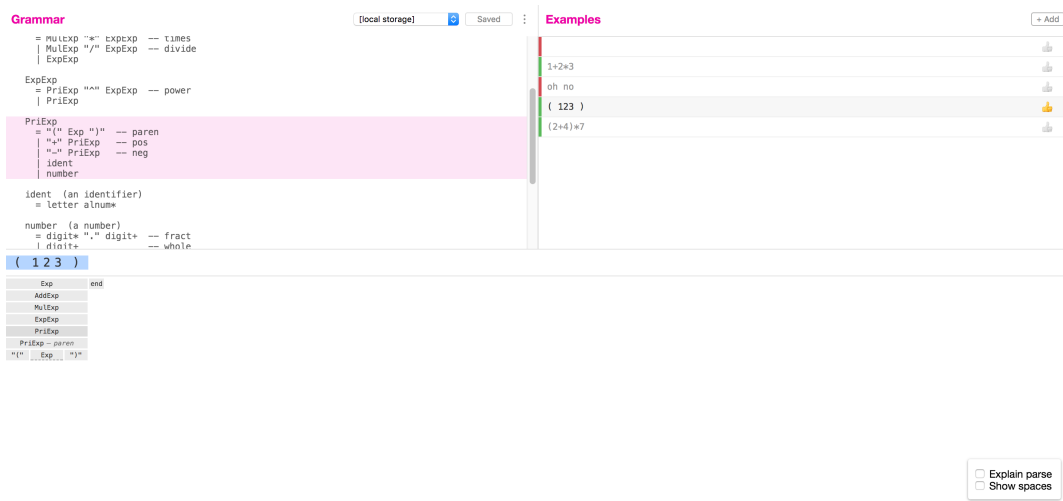 Grammar
[local storage]
Saved
Examples
+ Add
= MulExp "*" ExpExp -- times
| MulExp "/" ExpExp -- divide
| ExpExp
ExpExp
= PriExp "^" ExpExp -- power
| PriExp
PriExp
= "(" Exp ")" -- paren
| "+" PriExp -- pos
| "-" PriExp -- neg
| ident
| number
ident (an identifier)
= letter alnum*
number (a number)
= digit* "." digit+ -- fract
| digit+ -- whole
1+2*3
oh no
( 123 )
(2+4)*7
( 123 )
Exp end
AddExp
MulExp
ExpExp
PriExp
PriExp – paren
"(" Exp ")"
Explain parse
Show spaces